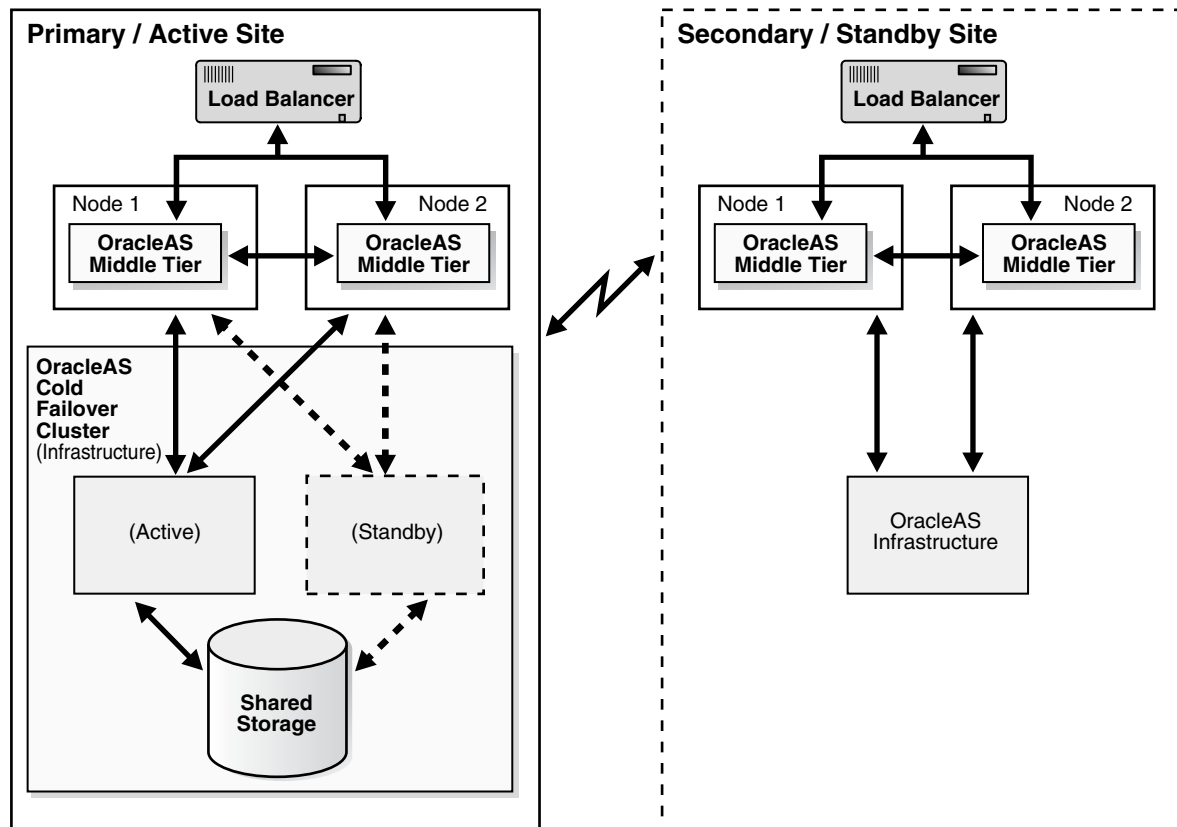 Primary / Active Site
Load Balancer
Node 1
OracleAS
Middle Tier
Node 2
OracleAS
Middle Tier
OracleAS
Cold
Failover
Cluster
(Infrastructure)
(Active)
(Standby)
Shared
Storage
Secondary / Standby Site
Load Balancer
Node 1
OracleAS
Middle Tier
Node 2
OracleAS
Middle Tier
OracleAS
Infrastructure